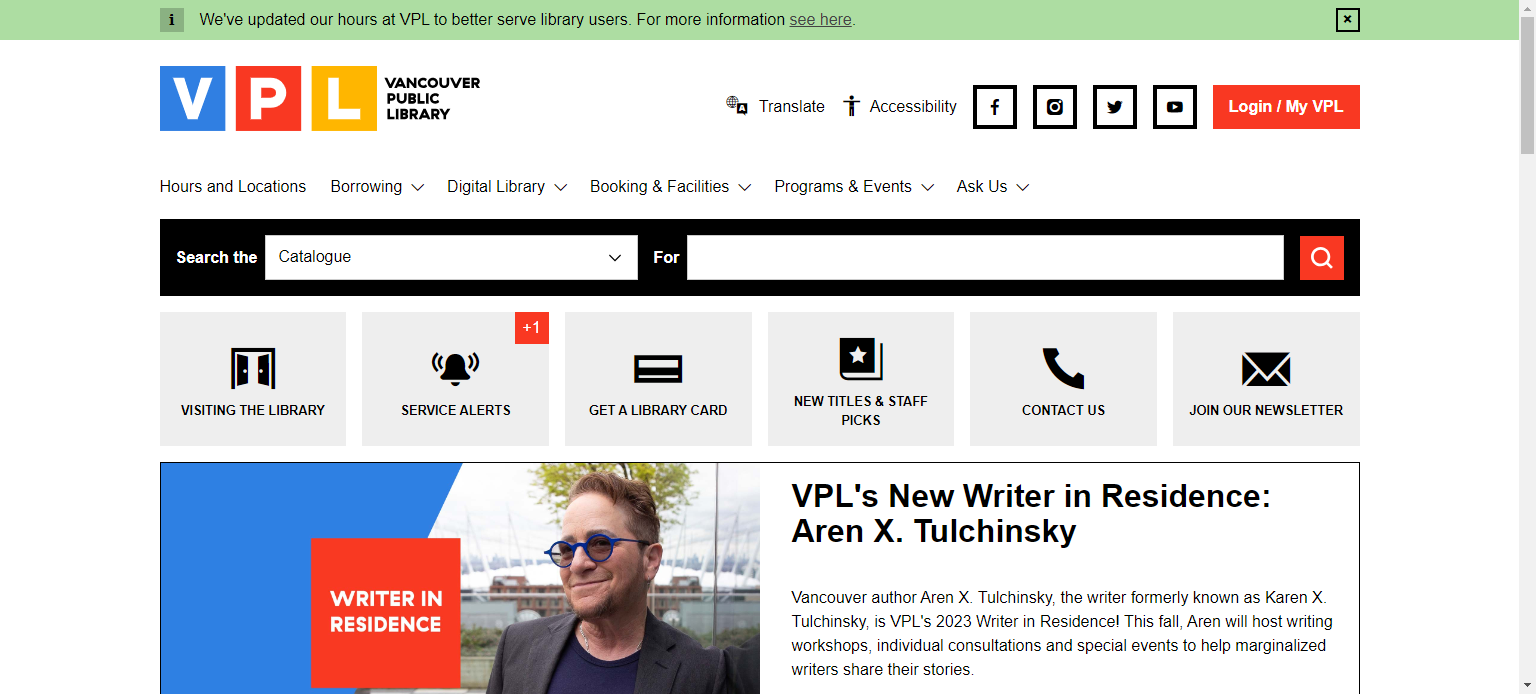 We've updated our hours at VPL to better serve library users. For more information see here.
VPL
VANCOUVER
PUBLIC
LIBRARY
Translate
Accessibility
Login / My VPL
Hours and Locations
Borrowing
Digital Library
Booking & Facilities
Programs & Events
Ask Us
Search the
Catalogue
For
VISITING THE LIBRARY
+1
SERVICE ALERTS
GET A LIBRARY CARD
NEW TITLES & STAFF
PICKS
CONTACT US
JOIN OUR NEWSLETTER
WRITER IN
RESIDENCE
VPL's New Writer in Residence:
Aren X. Tulchinsky
Vancouver author Aren X. Tulchinsky, the writer formerly known as Karen X.
Tulchinsky, is VPL's 2023 Writer in Residence! This fall, Aren will host writing
workshops, individual consultations and special events to help marginalized
writers share their stories.